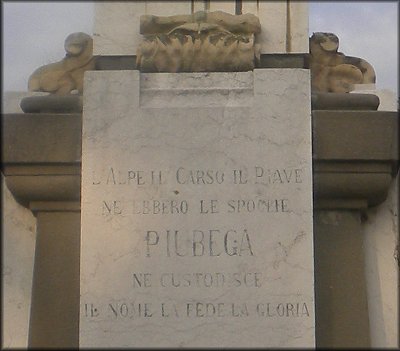 L'ALPE IL CARSO IL PIAVE
NE EBBERO LE SPOGLIE
PIUBEGA
NE CUSTODISCE
IL NOME LA FEDE LA GLORIA